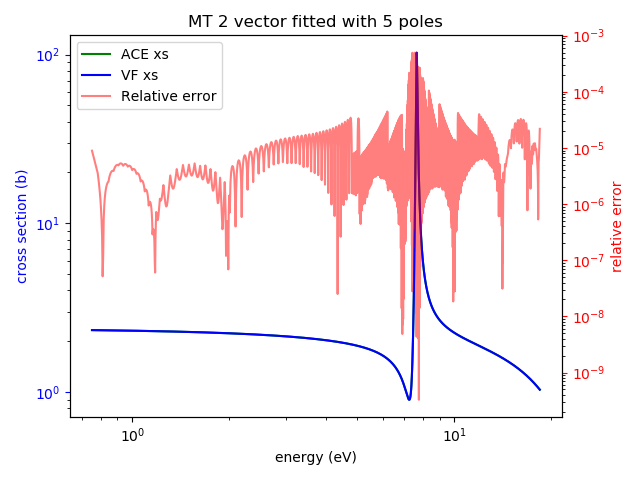 MT 2 vector fitted with 5 poles
ACE xs
VF xs
Relative error
cross section (b)
10²
10¹
10⁰
10⁻³
10⁻⁴
10⁻⁵
10⁻⁶
10⁻⁷
10⁻⁸
10⁻⁹
relative error
10⁰
10¹
energy (eV)